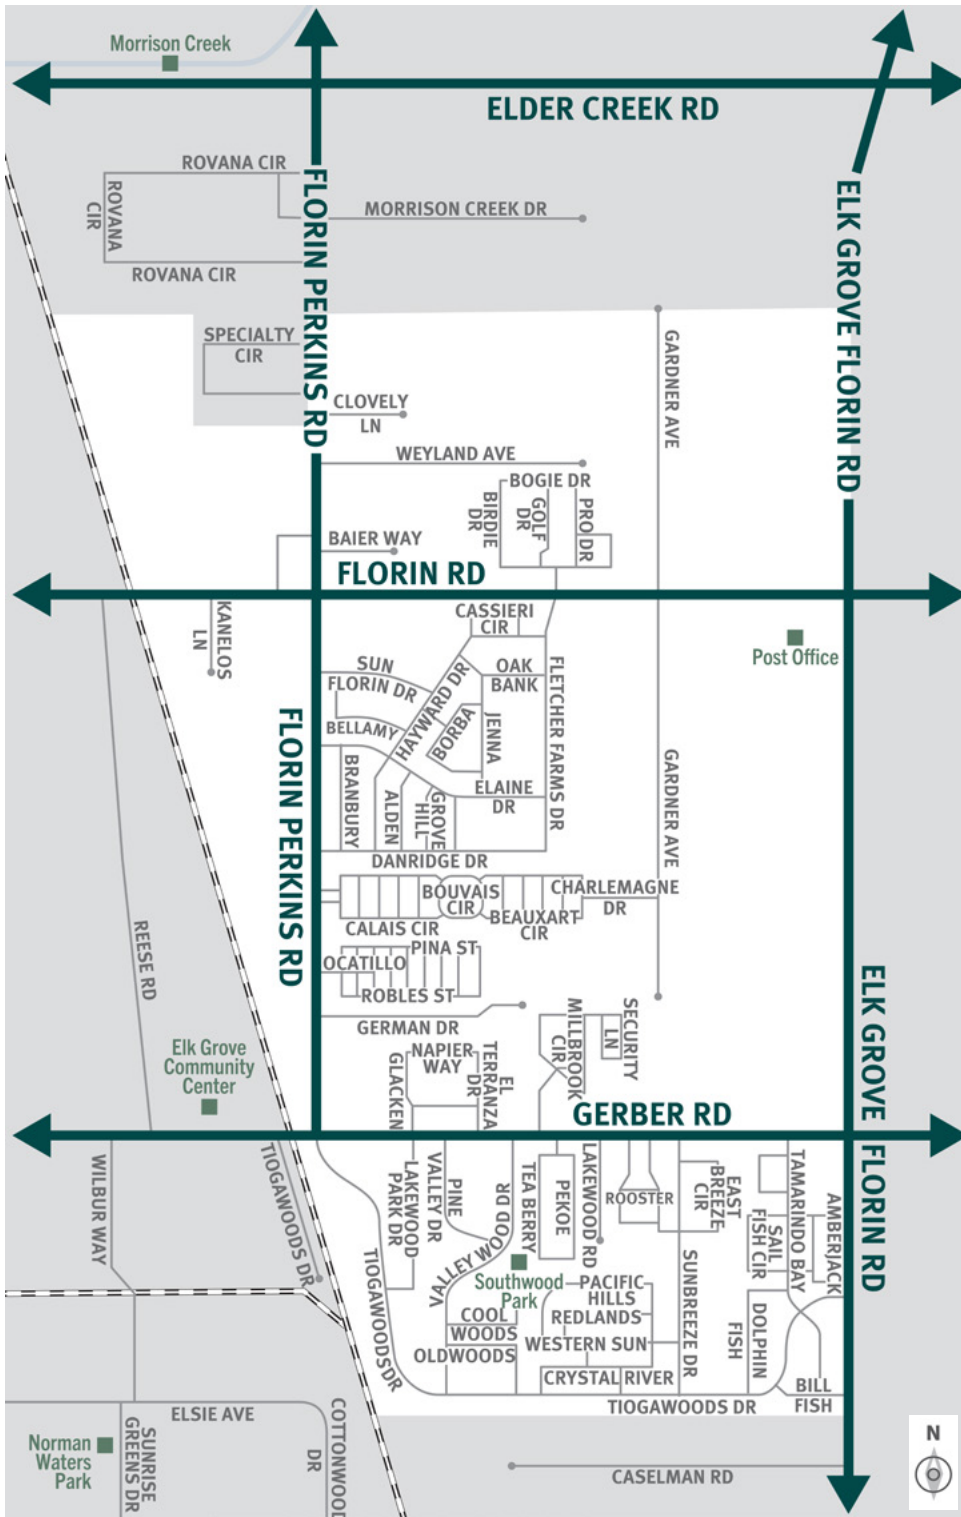 Morrison Creek
ELDER CREEK RD
ROVANA CIR
ROVANA
CIR
MORRISON CREEK DR
ROVANA CIR
FLORIN PERKINS RD
ELK GROVE FLORIN RD
SPECIALTY
CIR
GARDNER AVE
CLOVELY
LN
WEYLAND AVE
BOGIE DR
BIRDIE
DR
GOLF
DR
PRO DR
BAIER WAY
FLORIN RD
KANELOS
LN
CASSIERI
CIR
Post Office
SUN
FLORIN DR
HAYWARD DR
OAK
BANK
FLETCHER FARMS DR
BELLAMY
BORBA
JENNA
FLORIN PERKINS RD
BRANBURY
ALDEN
GROVE
HILL
ELAINE
DR
GARDNER AVE
DANRIDGE DR
BOUVAIS
CIR
CHARLEMAGNE
DR
BEAUXART
CIR
CALAIS CIR
REESE RD
PINA ST
OCATILLO
ROBLES ST
GERMAN DR
MILLBROOK
CIR
SECURITY
LN
ELK GROVE FLORIN RD
Elk Grove
Community
Center
NAPIER
WAY
GLACKEN
EL
TERRANZA
DR
GERBER RD
WILBUR WAY
TIOGAWOODS DR
LAKEWOOD
PARK DR
PINE
VALLEY DR
VALLEY WOOD DR
TEA BERRY
PEKOE
LAKEWOOD RD
ROOSTER
EAST
BREEZE
CIR
TAMARINDO BAY
SAIL
FISH CIR
AMBERJACK
TIOGAWOODS DR
Southwood
Park
PACIFIC
HILLS
REDLANDS
WESTERN SUN
SUNBREEZE DR
DOLPHIN
FISH
COOL
WOODS
OLDWOODS
CRYSTAL RIVER
BILL
FISH
TIOGAWOODS DR
ELSIE AVE
Norman
Waters
Park
SUNRISE
GREENS DR
COTTONWOOD
DR
CASELMAN RD
N